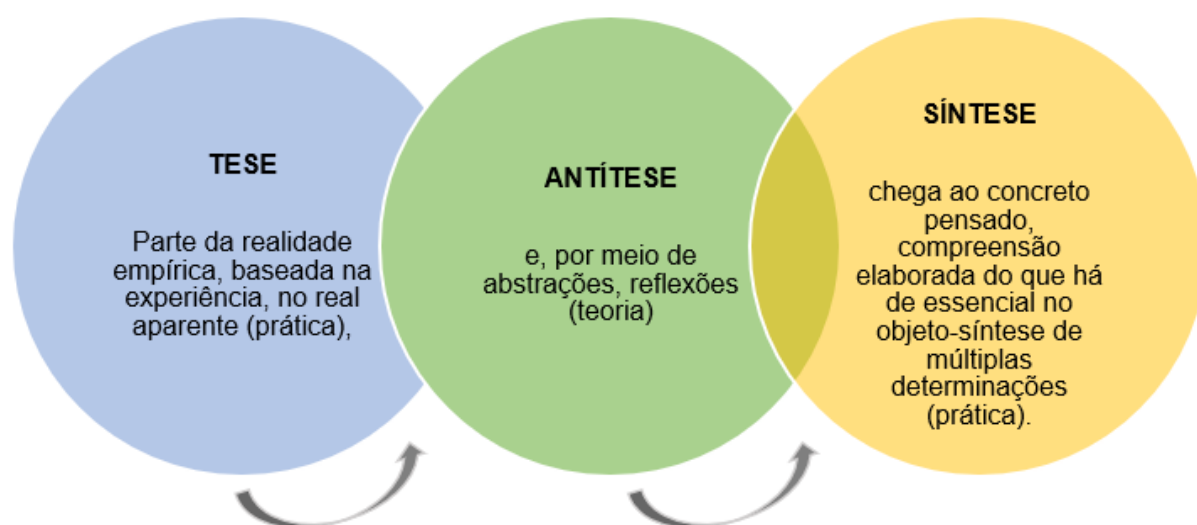 TESE
Parte da realidade
empírica, baseada na
experiência, no real
aparente (prática),
ANTÍTESE
e, por meio de
abstrações, reflexões
(teoria)
SÍNTESE
chega ao concreto
pensado,
compreensão
elaborada do que há
de essencial no
objeto-síntese de
múltiplas
determinações
(prática).